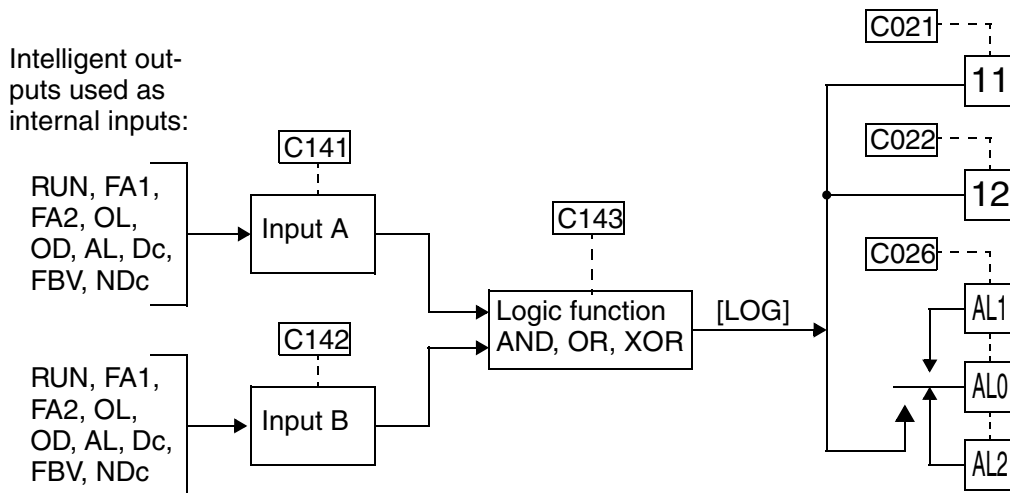 Intelligent out-
puts used as
internal inputs:
RUN, FA1,
FA2, OL,
OD, AL, Dc,
FBV, NDc
C141
Input A
RUN, FA1,
FA2, OL,
OD, AL, Dc,
FBV, NDc
C142
Input B
C143
Logic function
AND, OR, XOR
[LOG]
C021
11
C022
12
C026
AL1
AL0
AL2